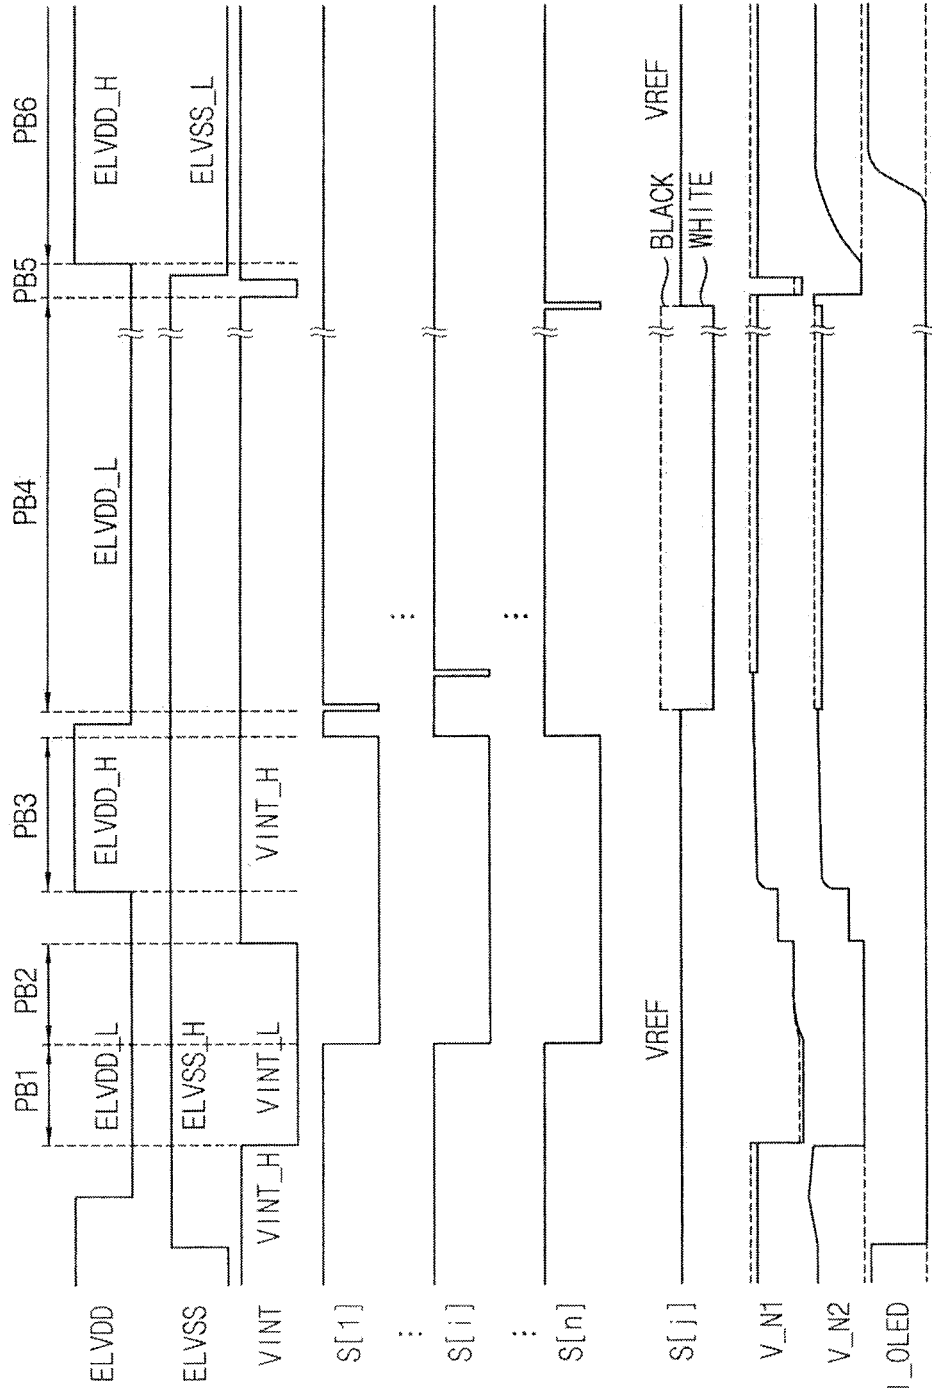 PB1
PB2
PB3
PB4
PB5
PB6
ELVDD
ELVDD_L
ELVDD_H
ELVDD_L
ELVDD_H
ELVSS
ELVSS_H
ELVSS_L
VINT
VINT_H
VINT_L
VINT_H
S[1]
⋮
S[i]
⋮
S[n]
S[j]
VREF
BLACK
WHITE
VREF
V_N1
V_N2
_OLED